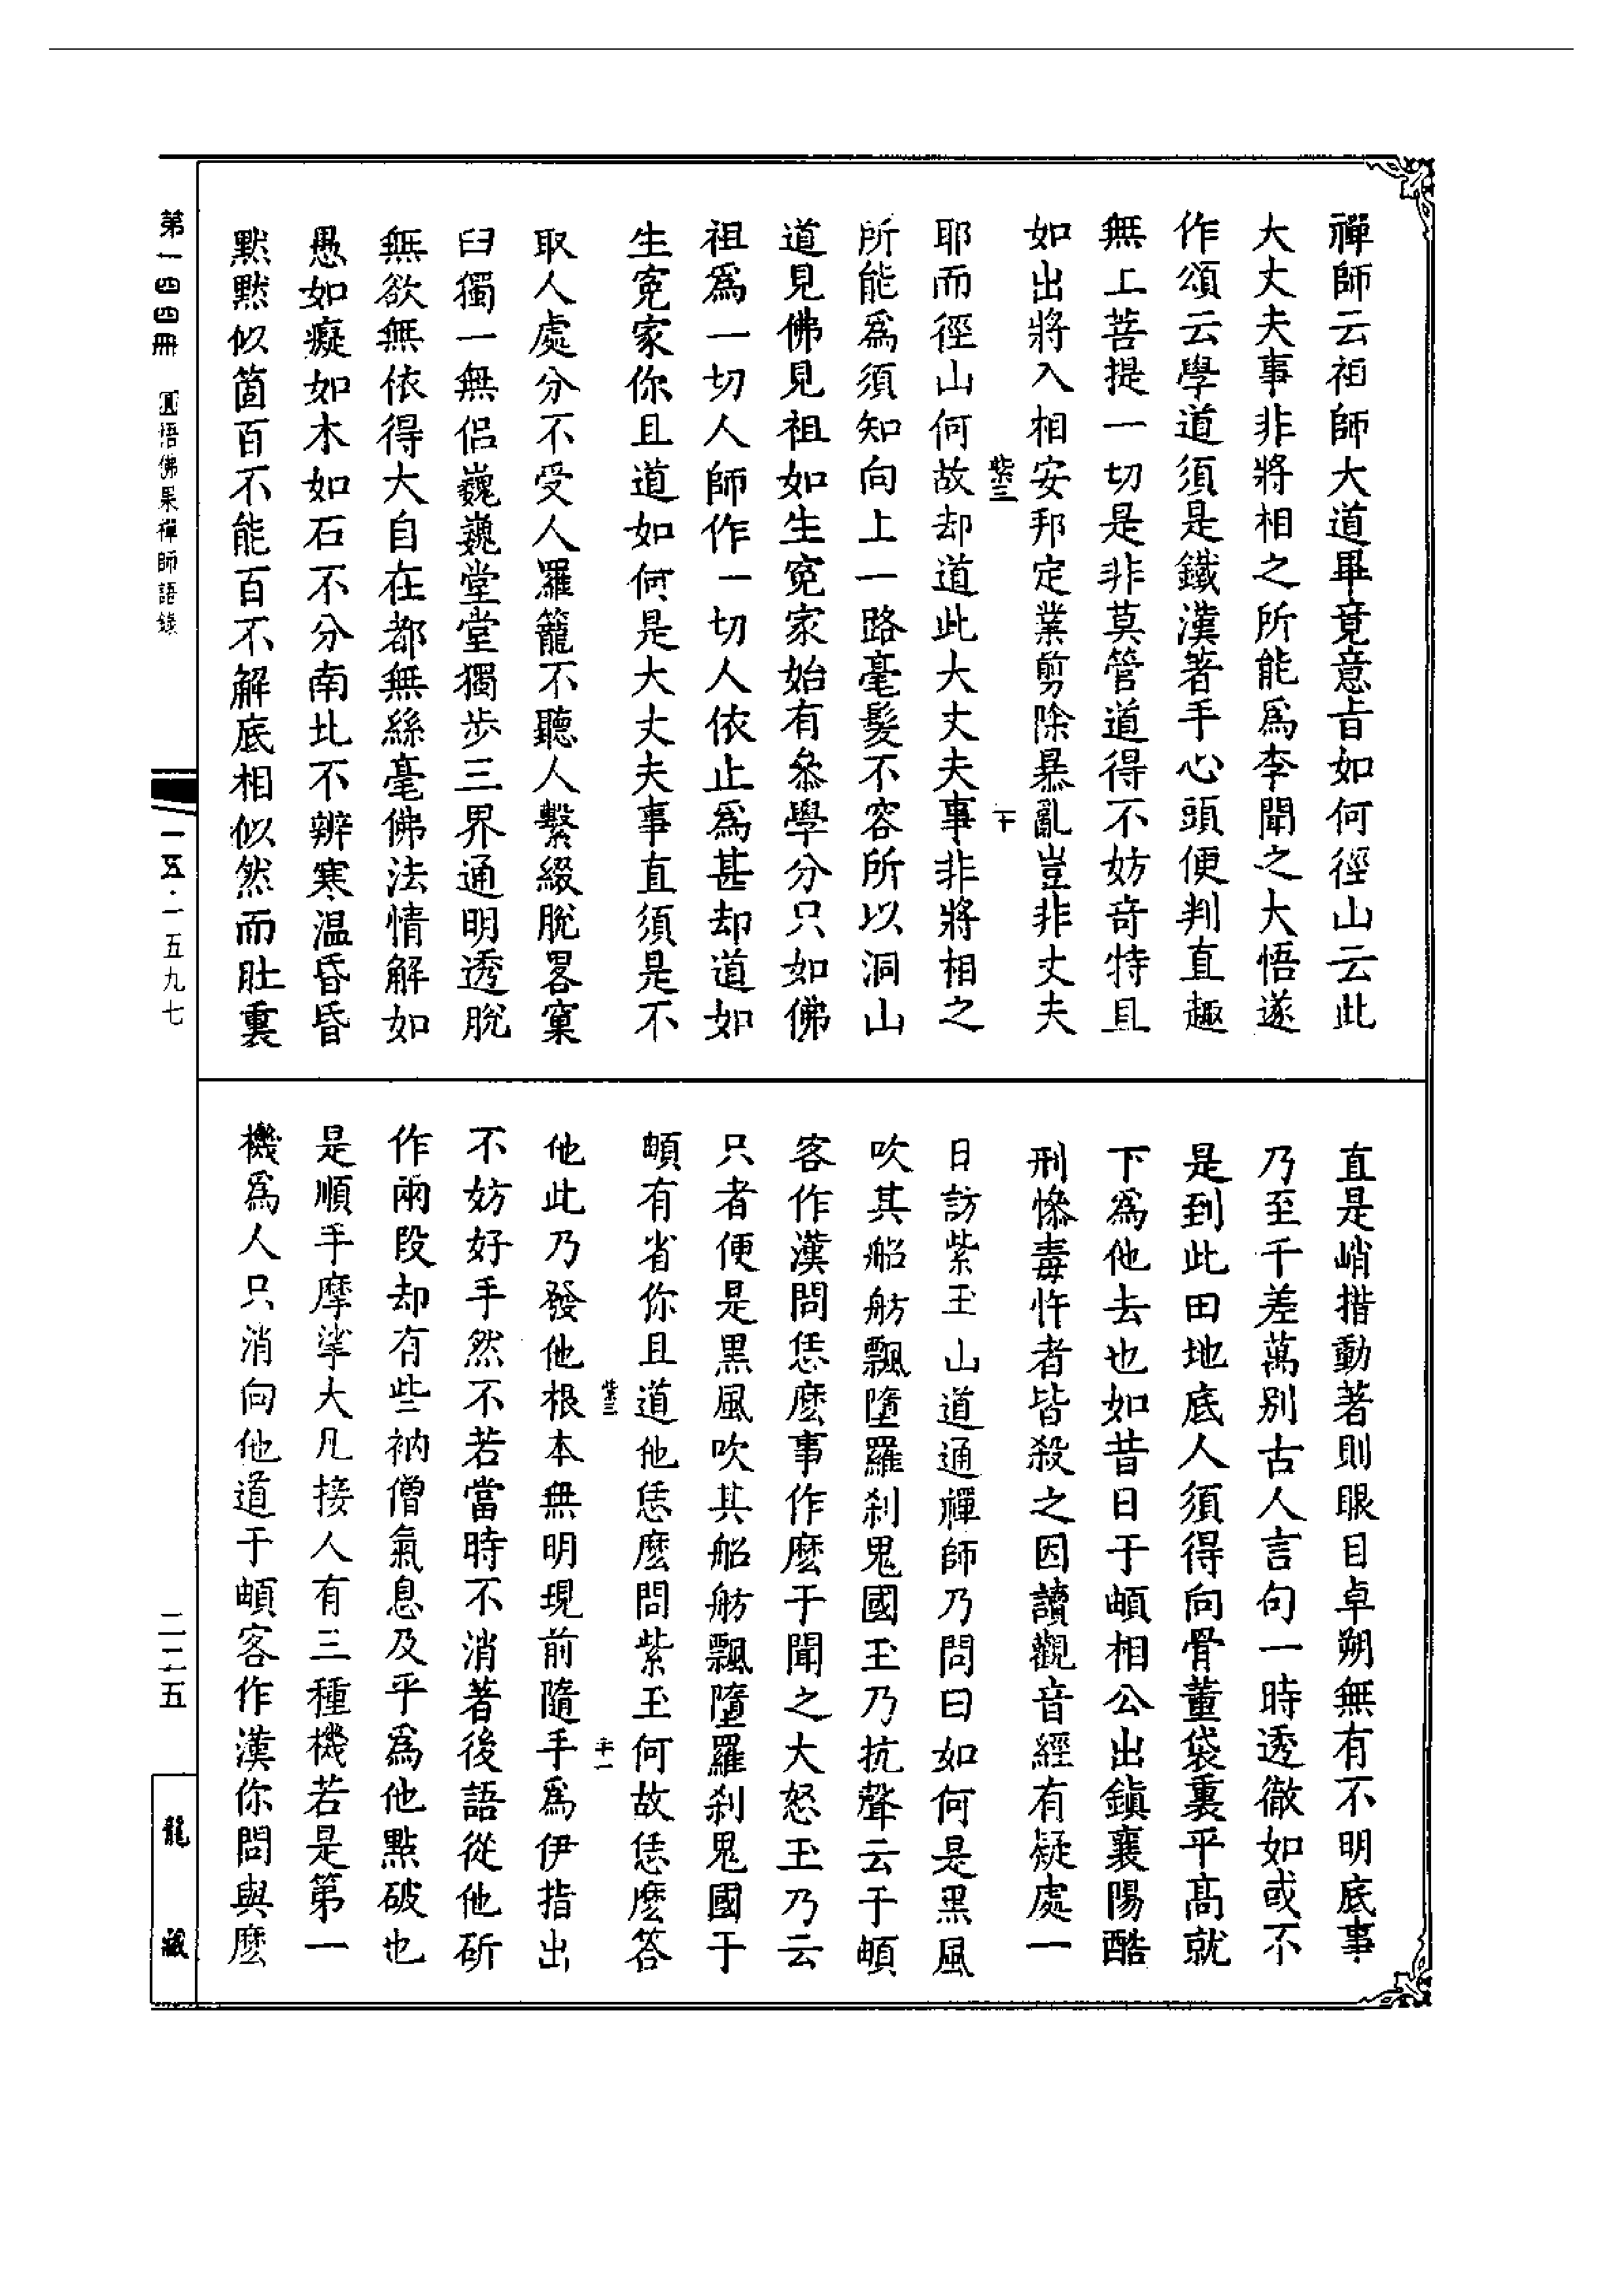 禪師云祖師大道畢竟意旨如何徑山云此
大丈夫事非將相之所能爲李聞之大悟遂
作頌云學道須是鐵漢著手心頭便判直趣
無上菩提一切是非莫管道得不妨奇特且
如出將入相安邦定業剪除暴亂豈非丈夫
耶而徑山何故却道此大丈夫事非將相之
所能爲須知向上一路毫髮不容所以洞山
道見佛見祖如生寃家始有叅學分只如佛
祖爲一切人師作一切人依止爲甚却道如
生寃家你且道如何是大丈夫事直須是不
取人處分不受人羅籠不聽人繫綴脫畧窠
臼獨一無侶巍巍堂堂獨步三界通明透脫
無欲無依得大自在都無絲毫佛法情解如
愚如癡如木如石不分南北不辨寒温昏昏
默默似箇百不能百不解底相似然而肚裏
直是峭措動著則眼目卓朔無有不明底事
乃至千差萬別古人言句一時透徹如或不
是到此田地底人須得向骨董袋裏平高就
下爲他去也如昔日于頔相公出鎭襄陽酷
刑慘毒忤者皆殺之因讀觀音經有疑處一
日訪紫玉山道通禪師乃問曰如何是黑風
吹其船舫飄墮羅刹鬼國玉乃抗聲云于頔
客作漢問恁麽事作麽于聞之大怒玉乃云
只者便是黑風吹其船舫飄墮羅刹鬼國于
頔有省你且道他恁麽問紫玉何故恁麽答
他此乃發他根本無明現前隨手爲伊指出
不妨好手然不若當時不消著後語從他斫
作兩段却有些衲僧氣息及乎爲他點破也
是順手摩挲大凡接人有三種機若是第一
機爲人只消向他道于頔客作漢你問與麽
紫三
紫三
第一四四冊 圓悟佛果禪師語錄
一五·一五九七
龍藏